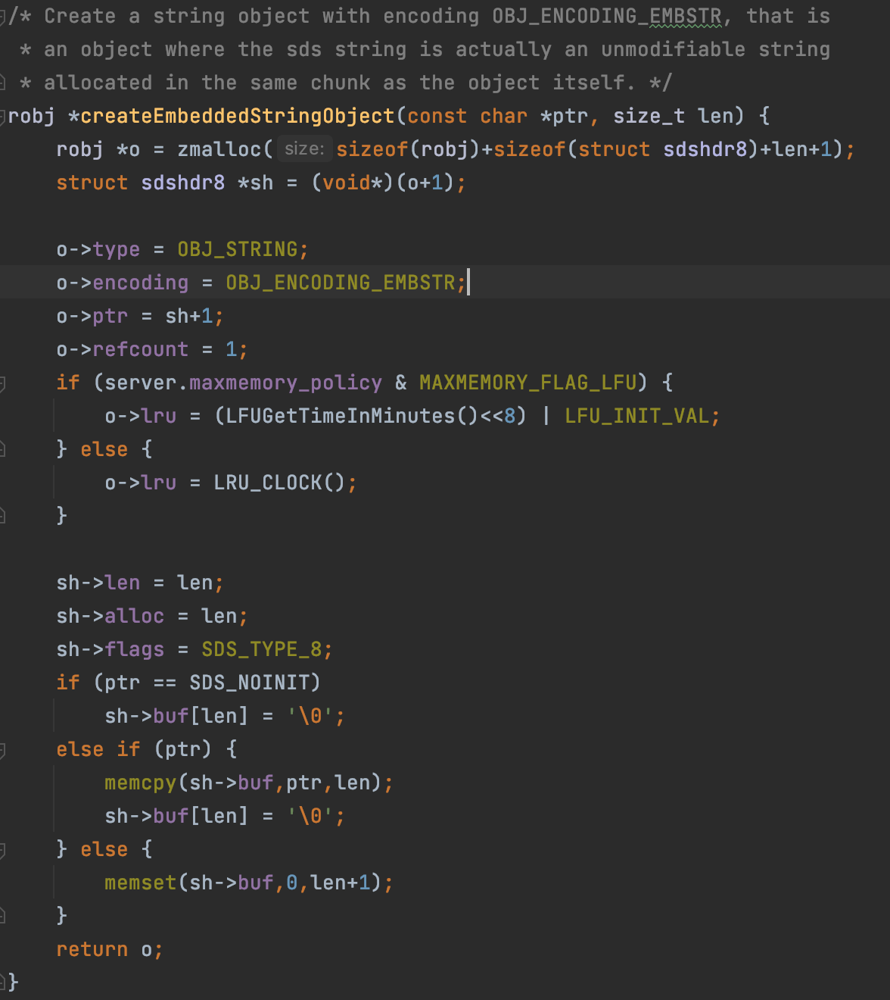 /* Create a string object with encoding OBJ_ENCODING_EMBSTR, that is
 * an object where the sds string is actually an unmodifiable string
 * allocated in the same chunk as the object itself. */
robj *createEmbeddedStringObject(const char *ptr, size_t len) {
    robj *o = zmalloc( size: sizeof(robj)+sizeof(struct sdshdr8)+len+1);
    struct sdshdr8 *sh = (void*)(o+1);

    o->type = OBJ_STRING;
    o->encoding = OBJ_ENCODING_EMBSTR;
    o->ptr = sh+1;
    o->refcount = 1;
    if (server.maxmemory_policy & MAXMEMORY_FLAG_LFU) {
        o->lru = (LFUGetTimeInMinutes()<<8) | LFU_INIT_VAL;
    } else {
        o->lru = LRU_CLOCK();
    }

    sh->len = len;
    sh->alloc = len;
    sh->flags = SDS_TYPE_8;
    if (ptr == SDS_NOINIT)
        sh->buf[len] = '\0';
    else if (ptr) {
        memcpy(sh->buf,ptr,len);
        sh->buf[len] = '\0';
    } else {
        memset(sh->buf,0,len+1);
    }
    return o;
}